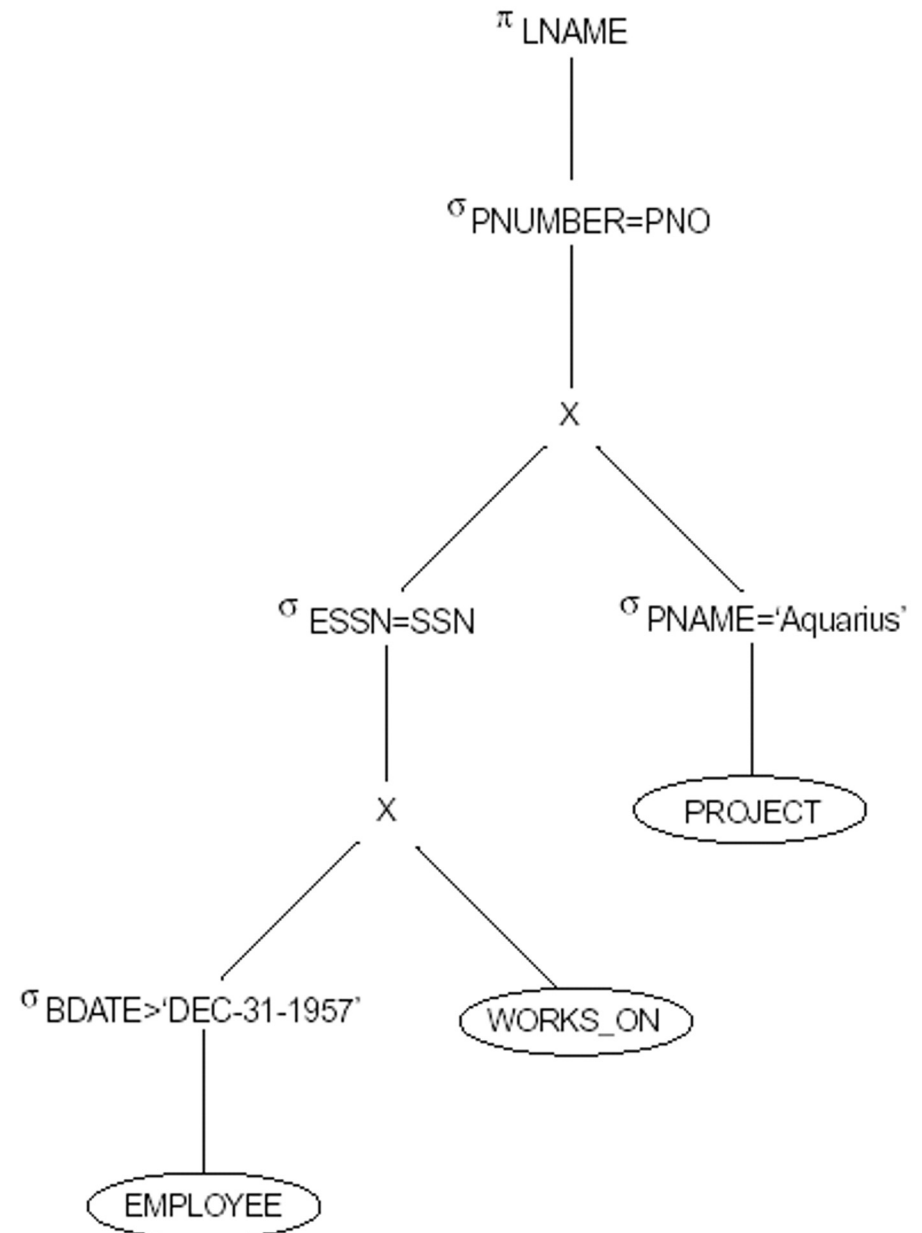 π LNAME
σ PNUMBER=PNO
X
σ ESSN=SSN
σ PNAME=‘Aquarius’
X
PROJECT
σ BDATE>‘DEC-31-1957’
WORKS_ON
EMPLOYEE